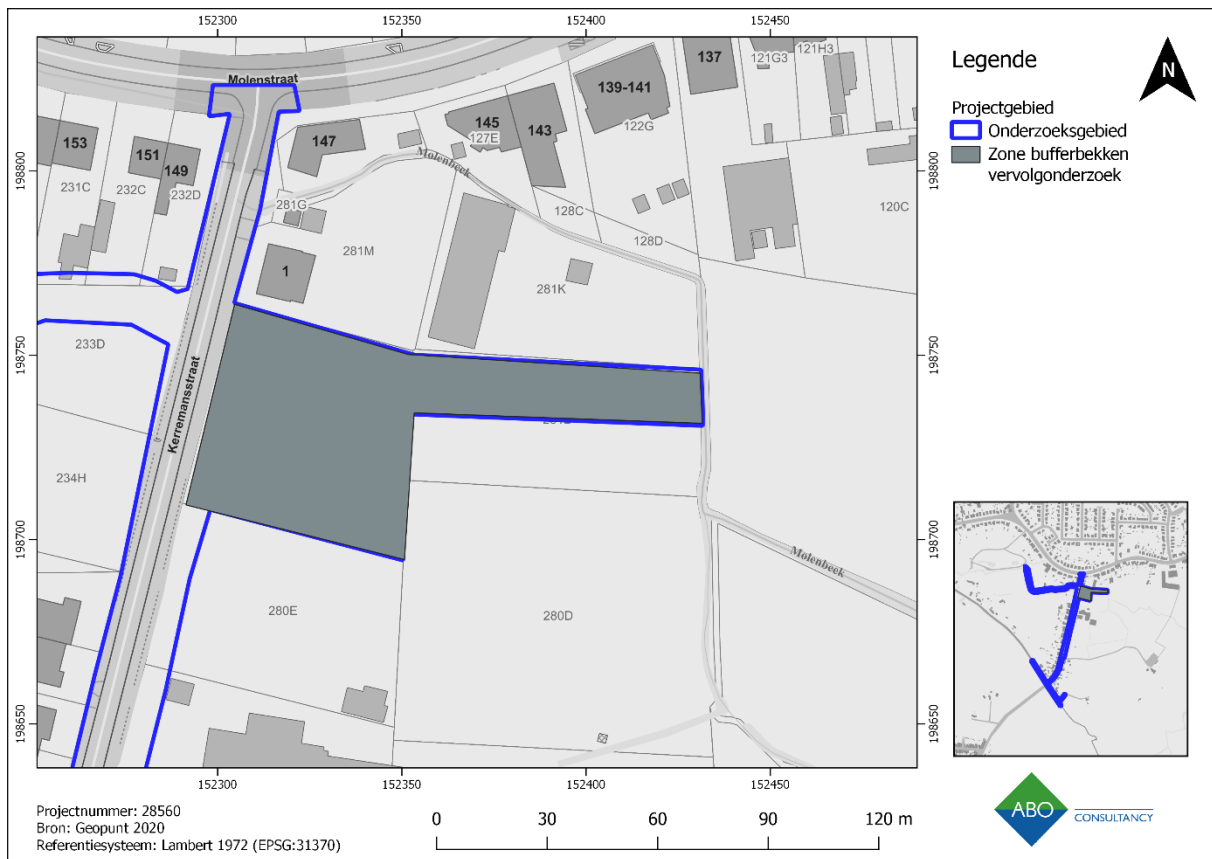 152300
152350
152400
152450
198800
198750
198700
198650
Molenstraat
153
151
149
147
145
143
139-141
137
127E
122G
121G3
121H3
231C
232C
232D
281G
281M
281K
128C
128D
120C
1
Molenbeek
233D
234H
Kerremansstraat
280E
280D
Molenbeek
198800
198750
198700
198650
152300
152350
152400
152450
Legende
N
Projectgebied
Onderzoeksgebied
Zone bufferbekken
vervolgonderzoek
Projectnummer: 28560
Bron: Geopunt 2020
Referentiesysteem: Lambert 1972 (EPSG:31370)
0 30 60 90 120 m
ABO CONSULTANCY